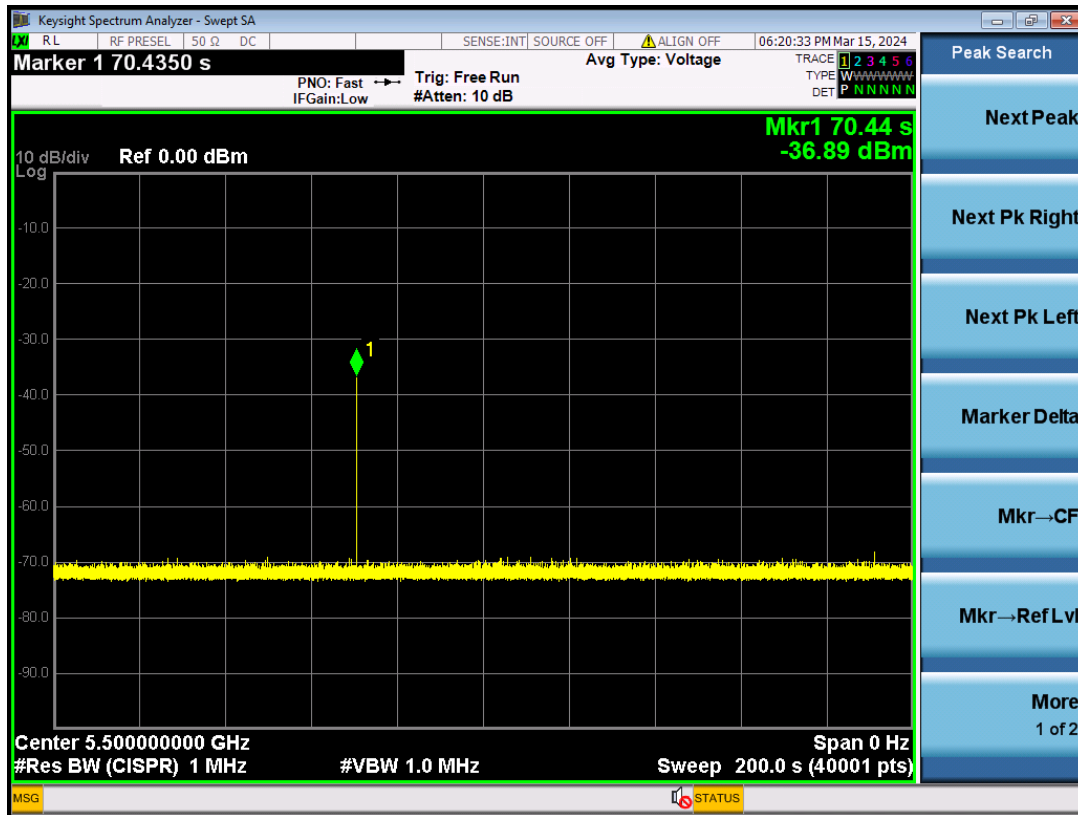 Keysight Spectrum Analyzer - Swept SA
LXI RL RF PRESEL 50 Ω DC SENSE:INT SOURCE OFF ALIGN OFF 06:20:33 PM Mar 15, 2024
Marker 1 70.4350 s
PNO: Fast
IFGain:Low
Trig: Free Run
#Atten: 10 dB
Avg Type: Voltage
TRACE 1 2 3 4 5 6
TYPE WWWWWW
DET P N N N N N
Mkr1 70.44 s
-36.89 dBm
10 dB/div Ref 0.00 dBm
Log
-10.0
-20.0
-30.0
1
-40.0
-50.0
-60.0
-70.0
-80.0
-90.0
Center 5.500000000 GHz Span 0 Hz
#Res BW (CISPR) 1 MHz #VBW 1.0 MHz Sweep 200.0 s (40001 pts)
MSG STATUS
Peak Search
Next Peak
Next Pk Right
Next Pk Left
Marker Delta
Mkr→CF
Mkr→Ref Lvl
More
1 of 2